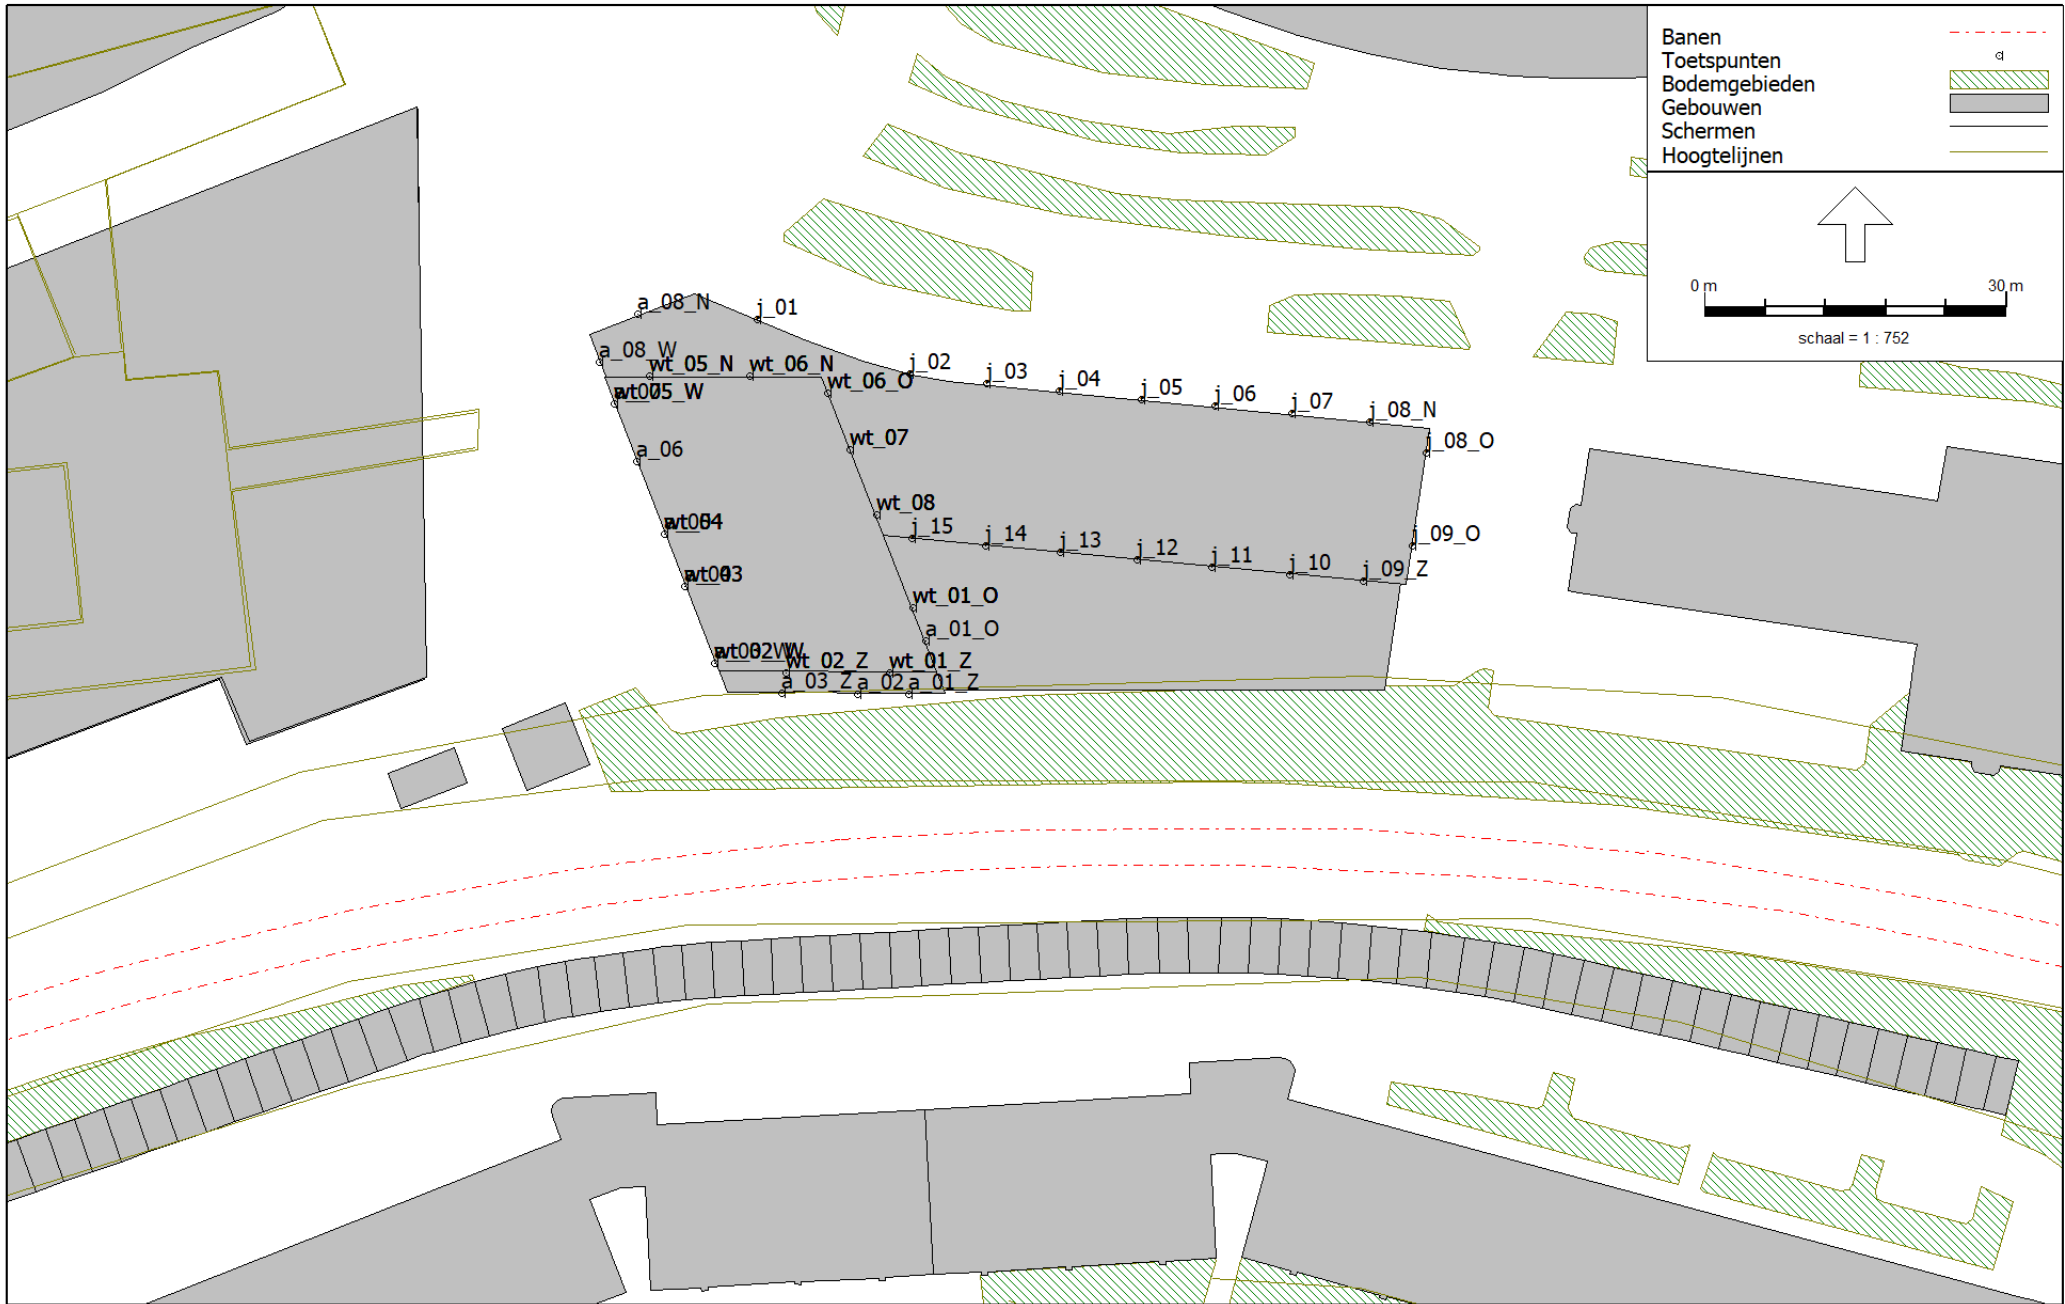 Banen
Toetspunten
Bodemgebieden
Gebouwen
Schermen
Hoogtelijnen
0 m 30 m
schaal = 1 : 752
a_08_N
j_01
a_08_W
wt_05_N
wt_06_N
wt_06_O
j_02
j_03
j_04
j_05
j_06
j_07
j_08_N
j_08_O
a_06
wt_07
wt_08
j_15
j_14
j_13
j_12
j_11
j_10
j_09_Z
j_09_O
wt_01_O
a_01_O
wt_02_Z
wt_01_Z
a_03_Z
a_02
a_01_Z